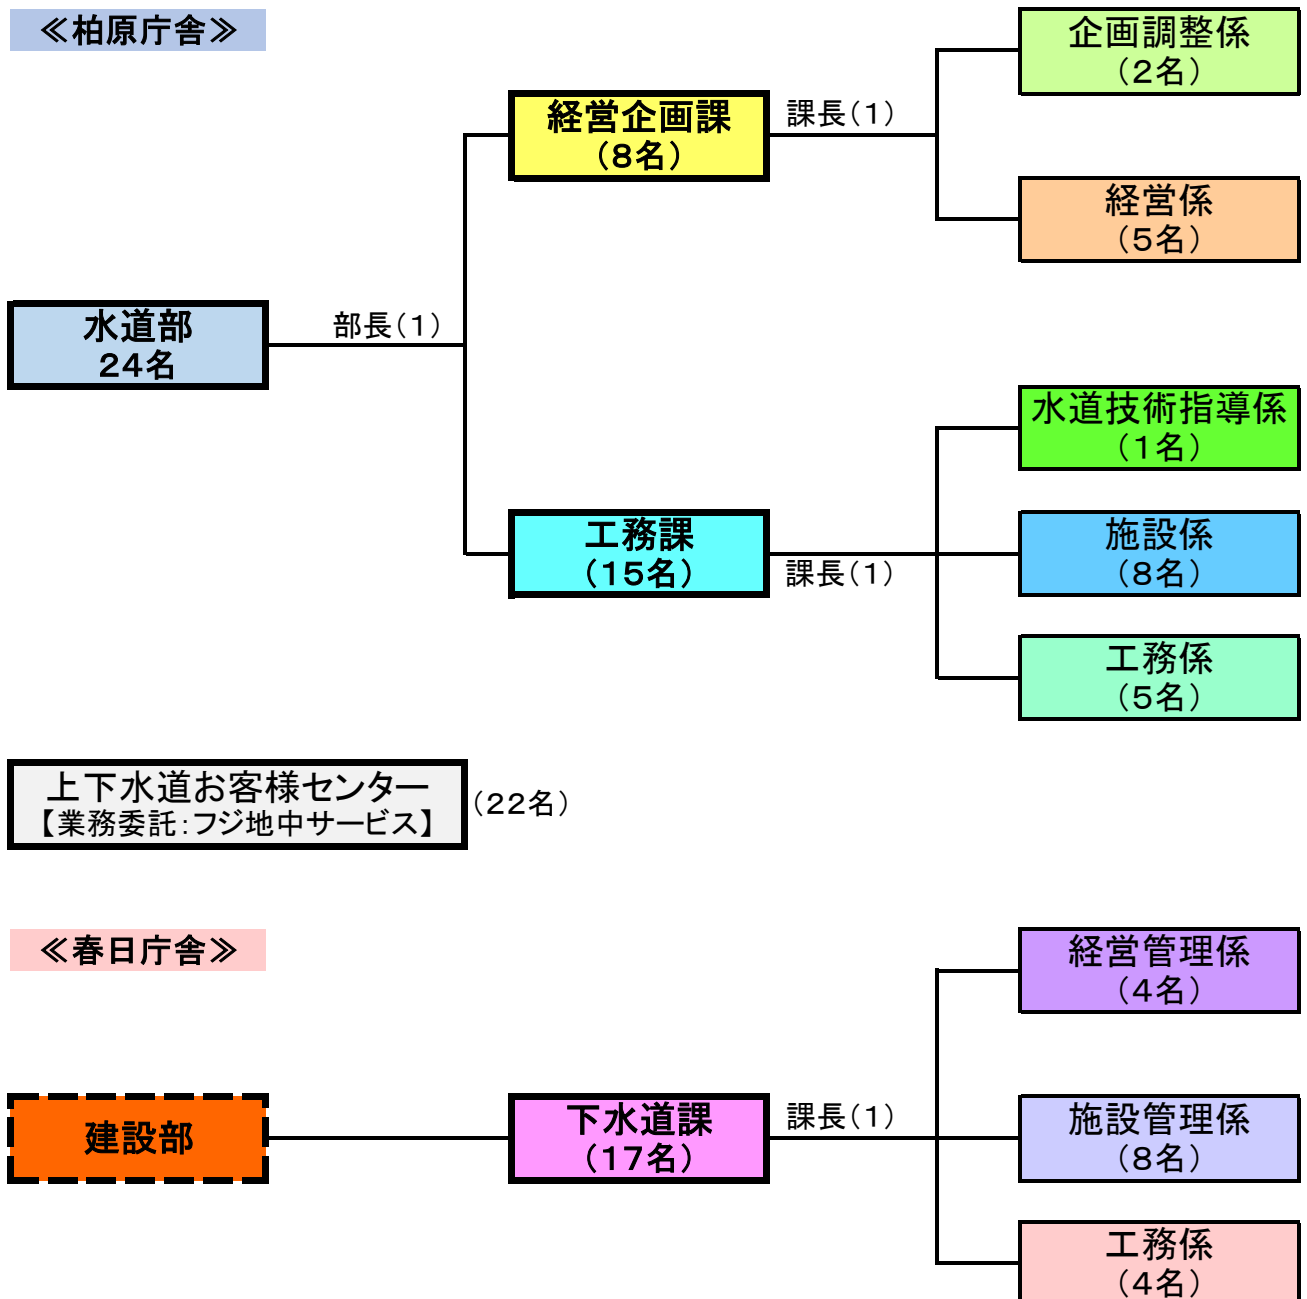 ≪柏原庁舎≫
企画調整係
（2名）
経営企画課
（8名）
課長（1）
経営係
（5名）
水道部
24名
部長（1）
水道技術指導係
（1名）
工務課
（15名）
課長（1）
施設係
（8名）
工務係
（5名）
上下水道お客様センター
【業務委託：フジ地中サービス】
（22名）
≪春日庁舎≫
経営管理係
（4名）
建設部
下水道課
（17名）
課長（1）
施設管理係
（8名）
工務係
（4名）